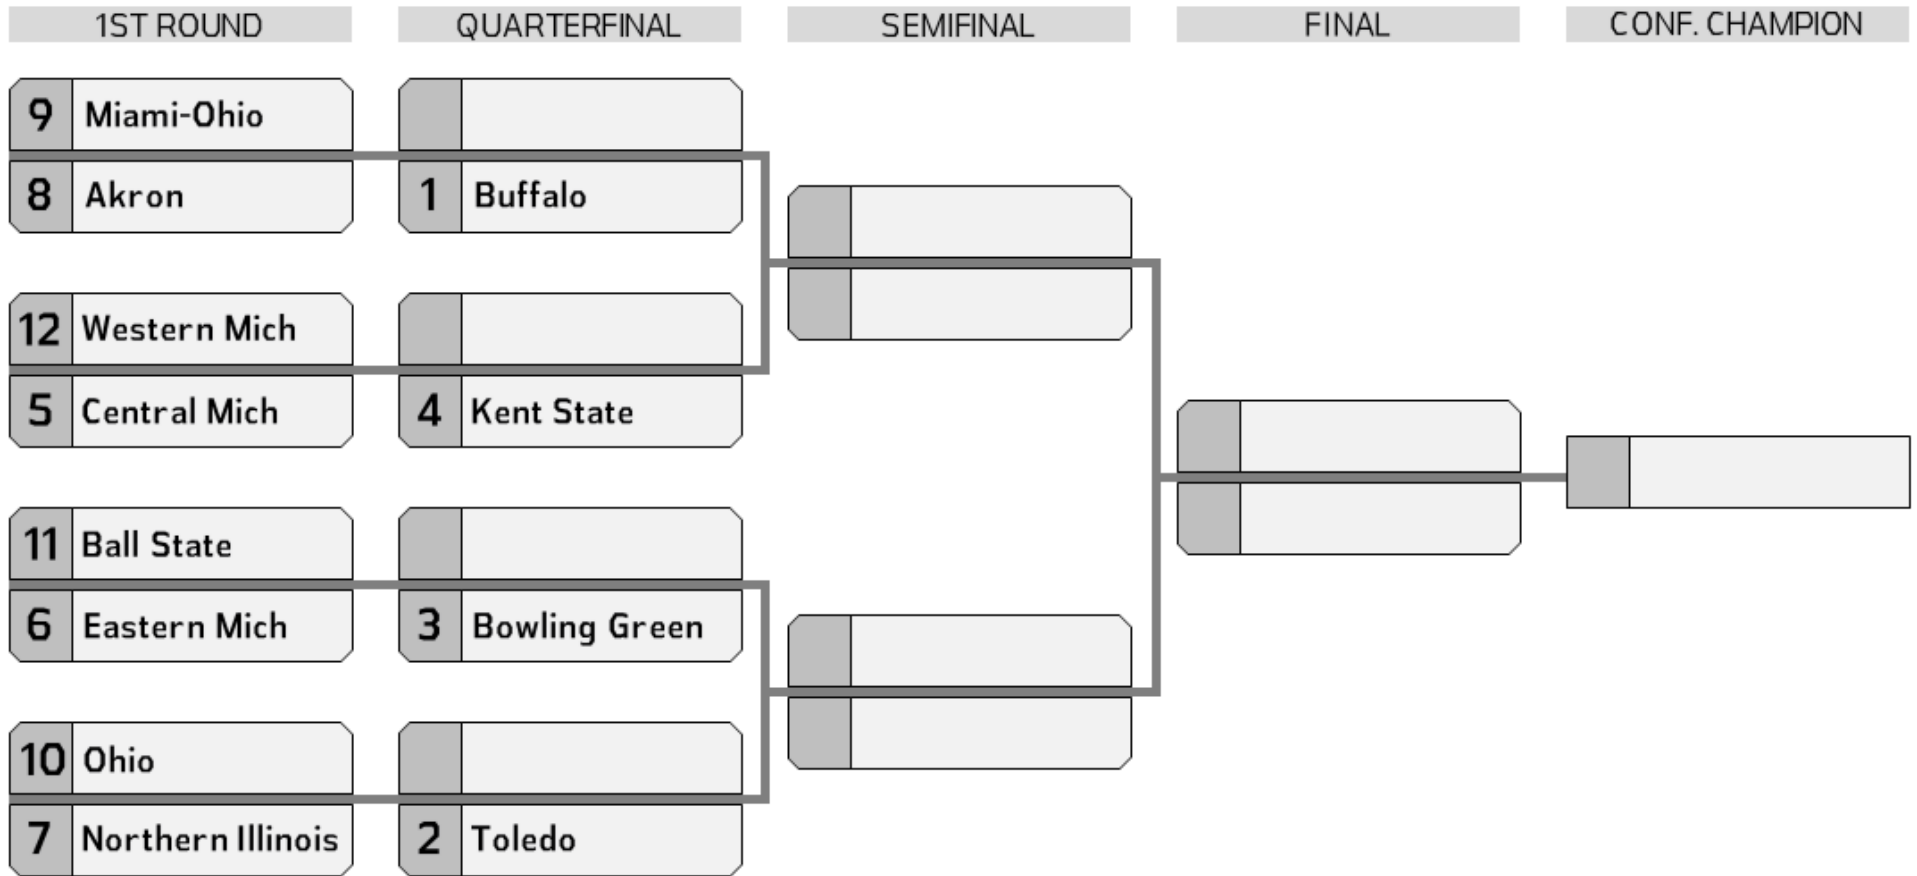 1ST ROUND
QUARTERFINAL
SEMIFINAL
FINAL
CONF. CHAMPION
9 Miami-Ohio
8 Akron
12 Western Mich
5 Central Mich
11 Ball State
6 Eastern Mich
10 Ohio
7 Northern Illinois
1 Buffalo
4 Kent State
3 Bowling Green
2 Toledo